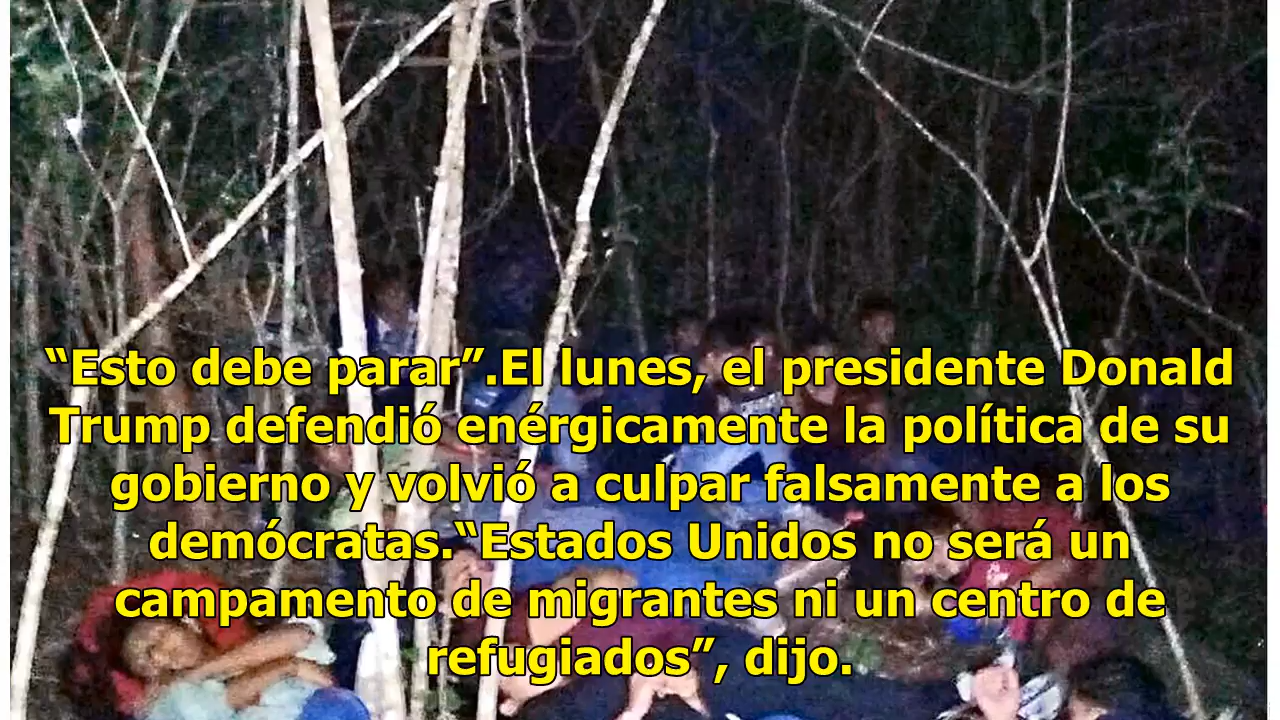 “Esto debe parar”.El lunes, el presidente Donald
Trump defendió enérgicamente la política de su
gobierno y volvió a culpar falsamente a los
demócratas.“Estados Unidos no será un
campamento de migrantes ni un centro de
refugiados”, dijo.